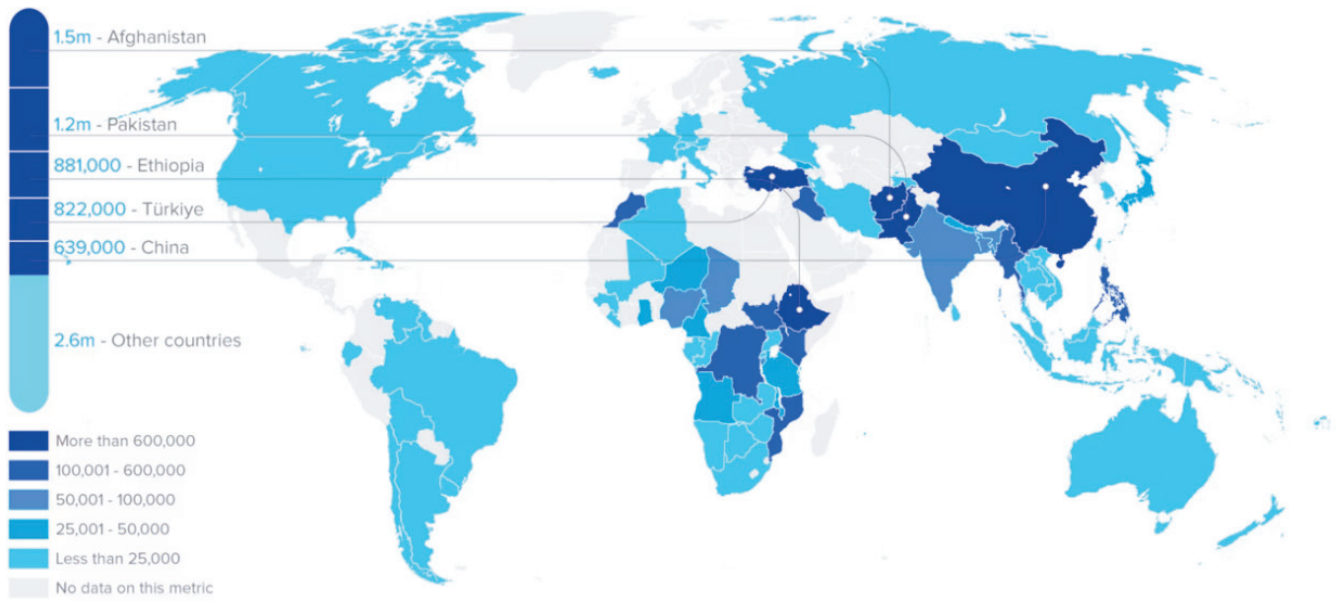 1.5m - Afghanistan
1.2m - Pakistan
881,000 - Ethiopia
822,000 - Türkiye
639,000 - China
2.6m - Other countries
More than 600,000
100,001 - 600,000
50,001 - 100,000
25,001 - 50,000
Less than 25,000
No data on this metric